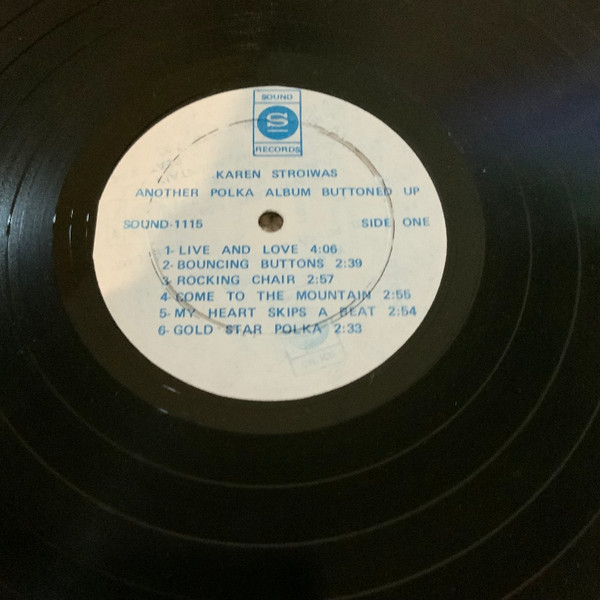 SOUND
S
RECORDS
KAREN STROIWAS
ANOTHER POLKA ALBUM BUTTONED UP
SOUND-1115 SIDE ONE
1- LIVE AND LOVE 4:06
2- BOUNCING BUTTONS 2:39
3 ROCKING CHAIR 2:57
4 COME TO THE MOUNTAIN 2:55
5- MY HEART SKIPS A BEAT 2:54
6- GOLD STAR POLKA 2:33